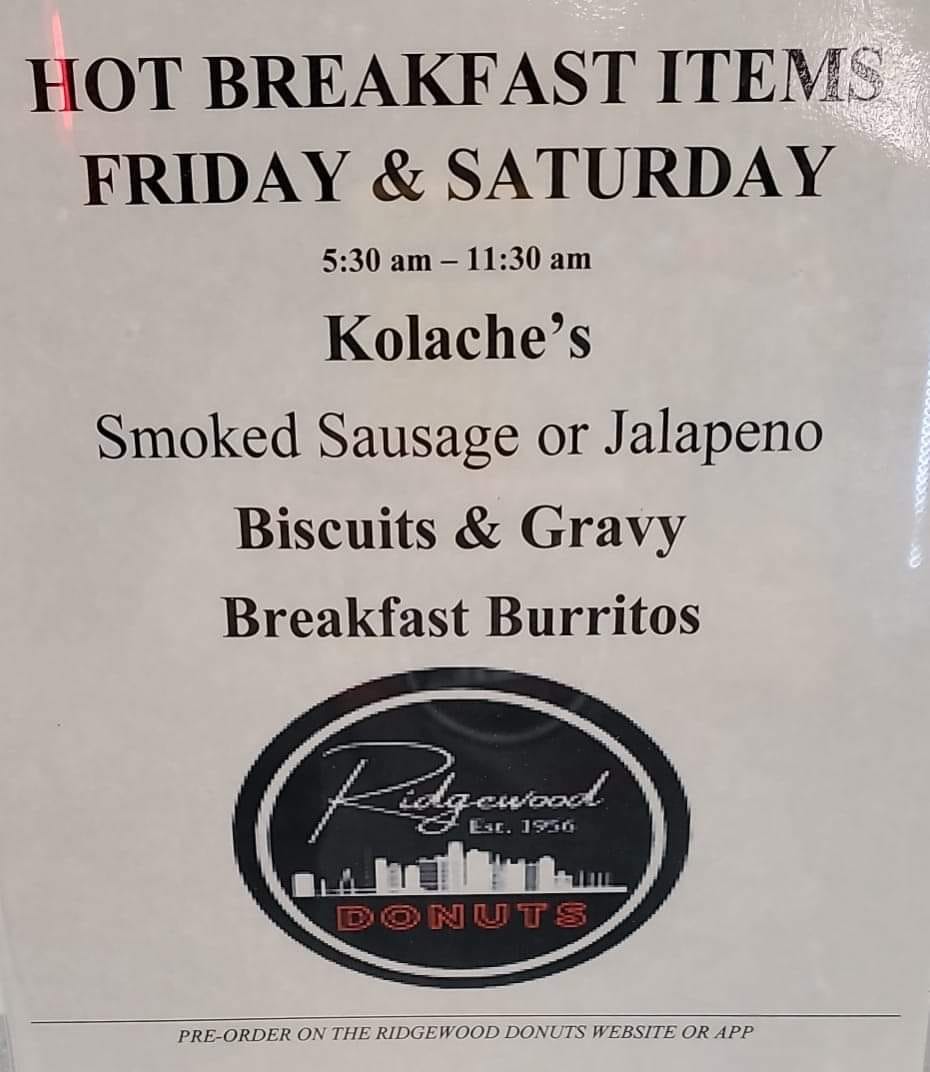 HOT BREAKFAST ITEMS
FRIDAY & SATURDAY
5:30 am – 11:30 am
Kolache’s
Smoked Sausage or Jalapeno
Biscuits & Gravy
Breakfast Burritos
Ridgewood
Est. 1956
DONUTS
PRE-ORDER ON THE RIDGEWOOD DONUTS WEBSITE OR APP